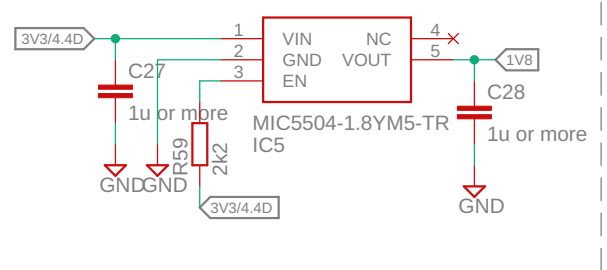 3V3/4.4D
1
2
3
VIN
GND
EN
NC
VOUT
4
5
1V8
C27
1u or more
C28
1u or more
MIC5504-1.8YM5-TR
IC5
R59
2k2
GND
GND
GND
3V3/4.4D